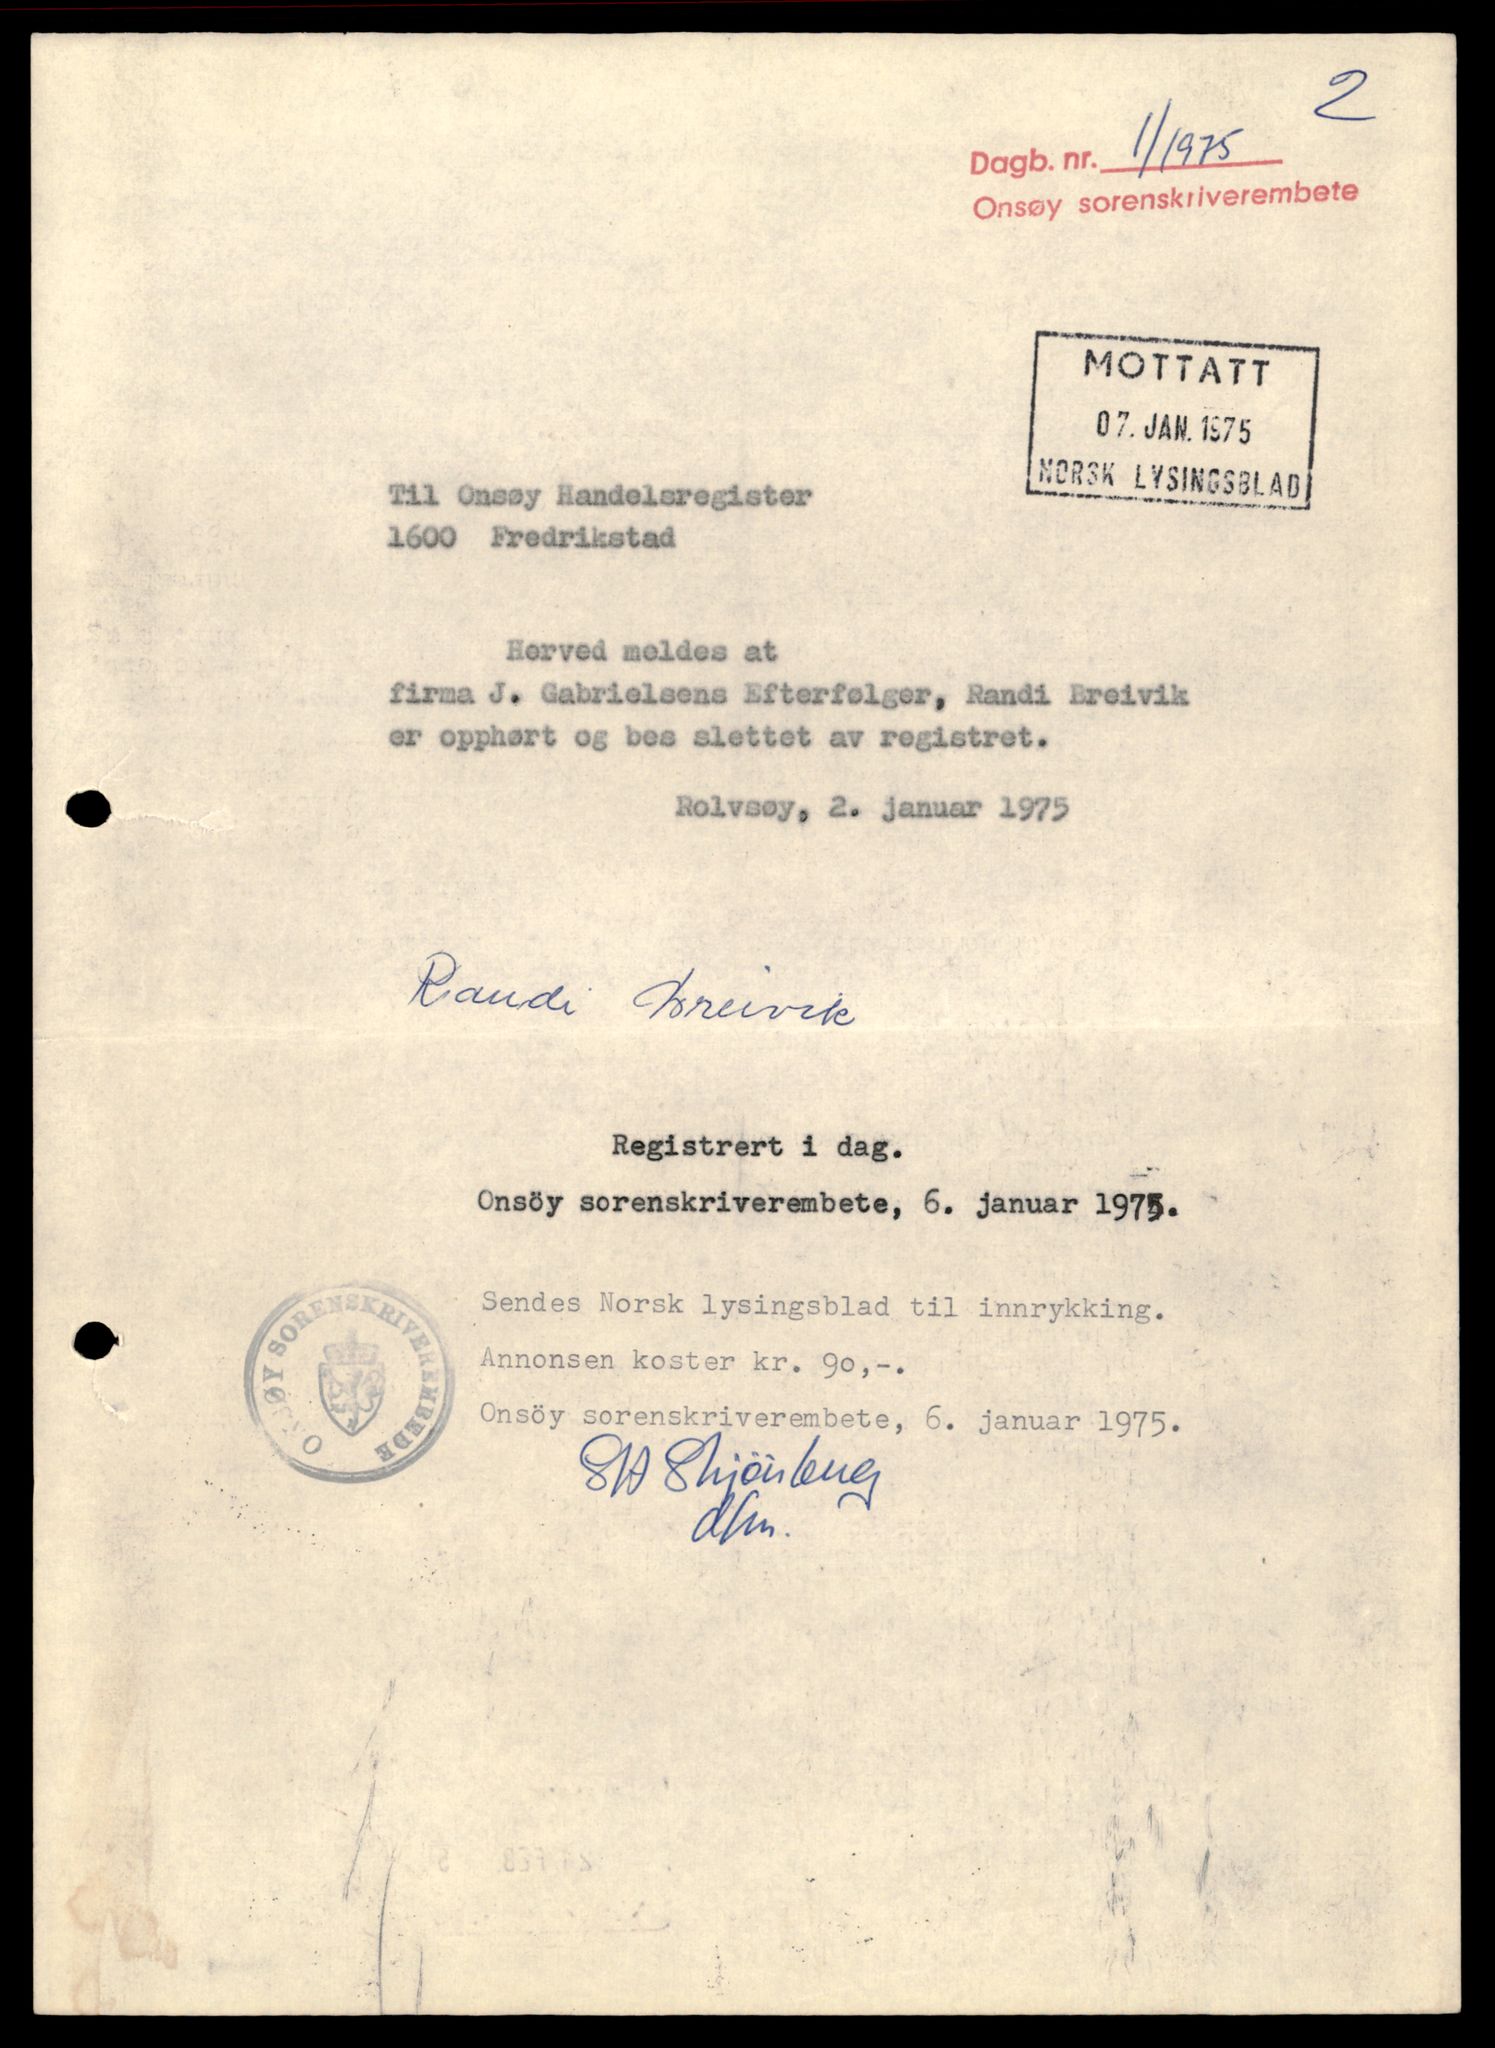 2
Dagb. nr. 1/1975
Onsøy sorenskriverembete
MOTTATT
07. JAN. 1975
NORSK LYSINGSBLAD
Til Onsøy Handelsregister
1600 Fredrikstad
Herved meldes at
firma J. Gabrielsens Efterfølger, Randi Breivik
er opphørt og bes slettet av registret.
Rolvsøy, 2. januar 1975
Randi Breivik
Registrert i dag.
Onsöy sorenskriverembete, 6. januar 1975.
Sendes Norsk lysingsblad til innrykking.
Annonsen koster kr. 90,-.
Onsöy sorenskriverembete, 6. januar 1975.
ONSØY SORENSKRIVEREMBEDE
dfm.